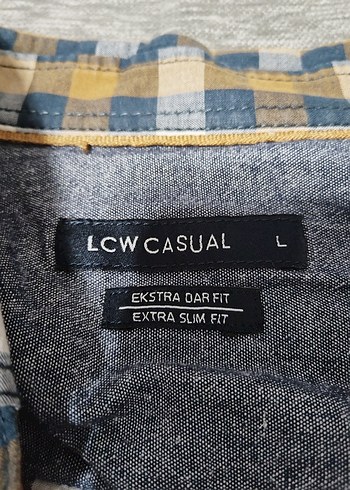 LCW CASUAL L
EKSTRA DAR FIT
EXTRA SLIM FIT